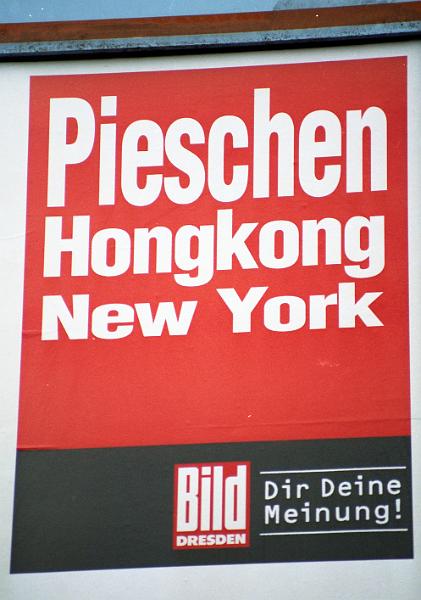 Pieschen
Hongkong
New York
Bild
DRESDEN
Dir Deine
Meinung!